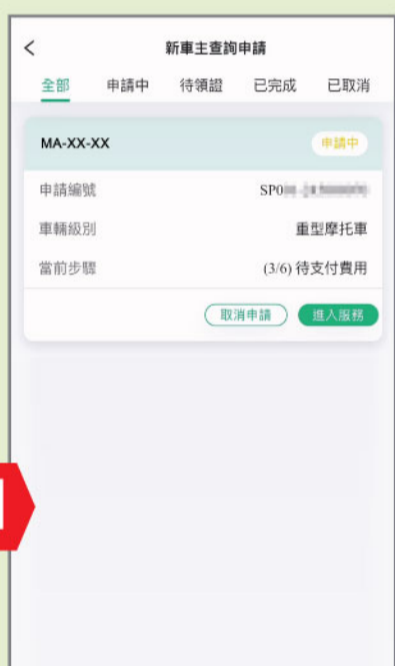 新車主查詢申請
全部 申請中 待領證 已完成 已取消
MA-XX-XX 申請中
申請編號 SP0
車輛級別 重型摩托車
當前步驟 (3/6) 待支付費用
取消申請 進入服務